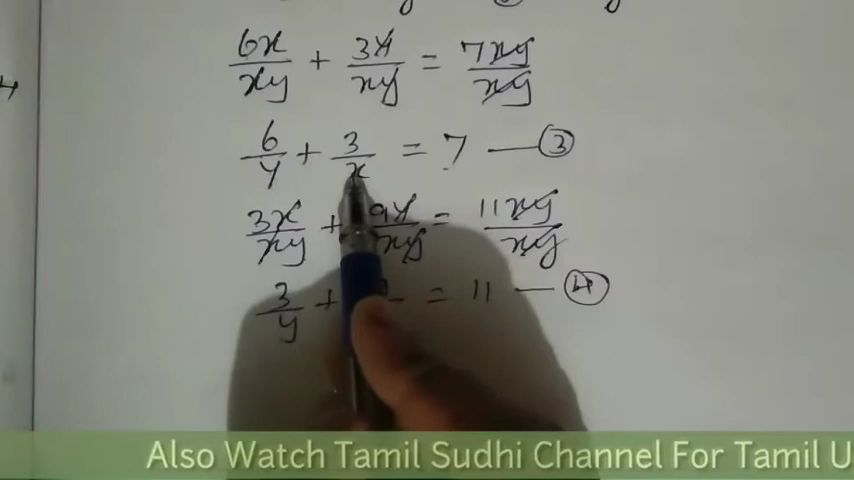 6x/xy + 3y/xy = 7xy/xy
6/y + 3/x = 7 — ③
3x/xy + 9y/xy = 11xy/xy
3/y + = 11 — ④
Also Watch Tamil Sudhi Channel For Tamil U